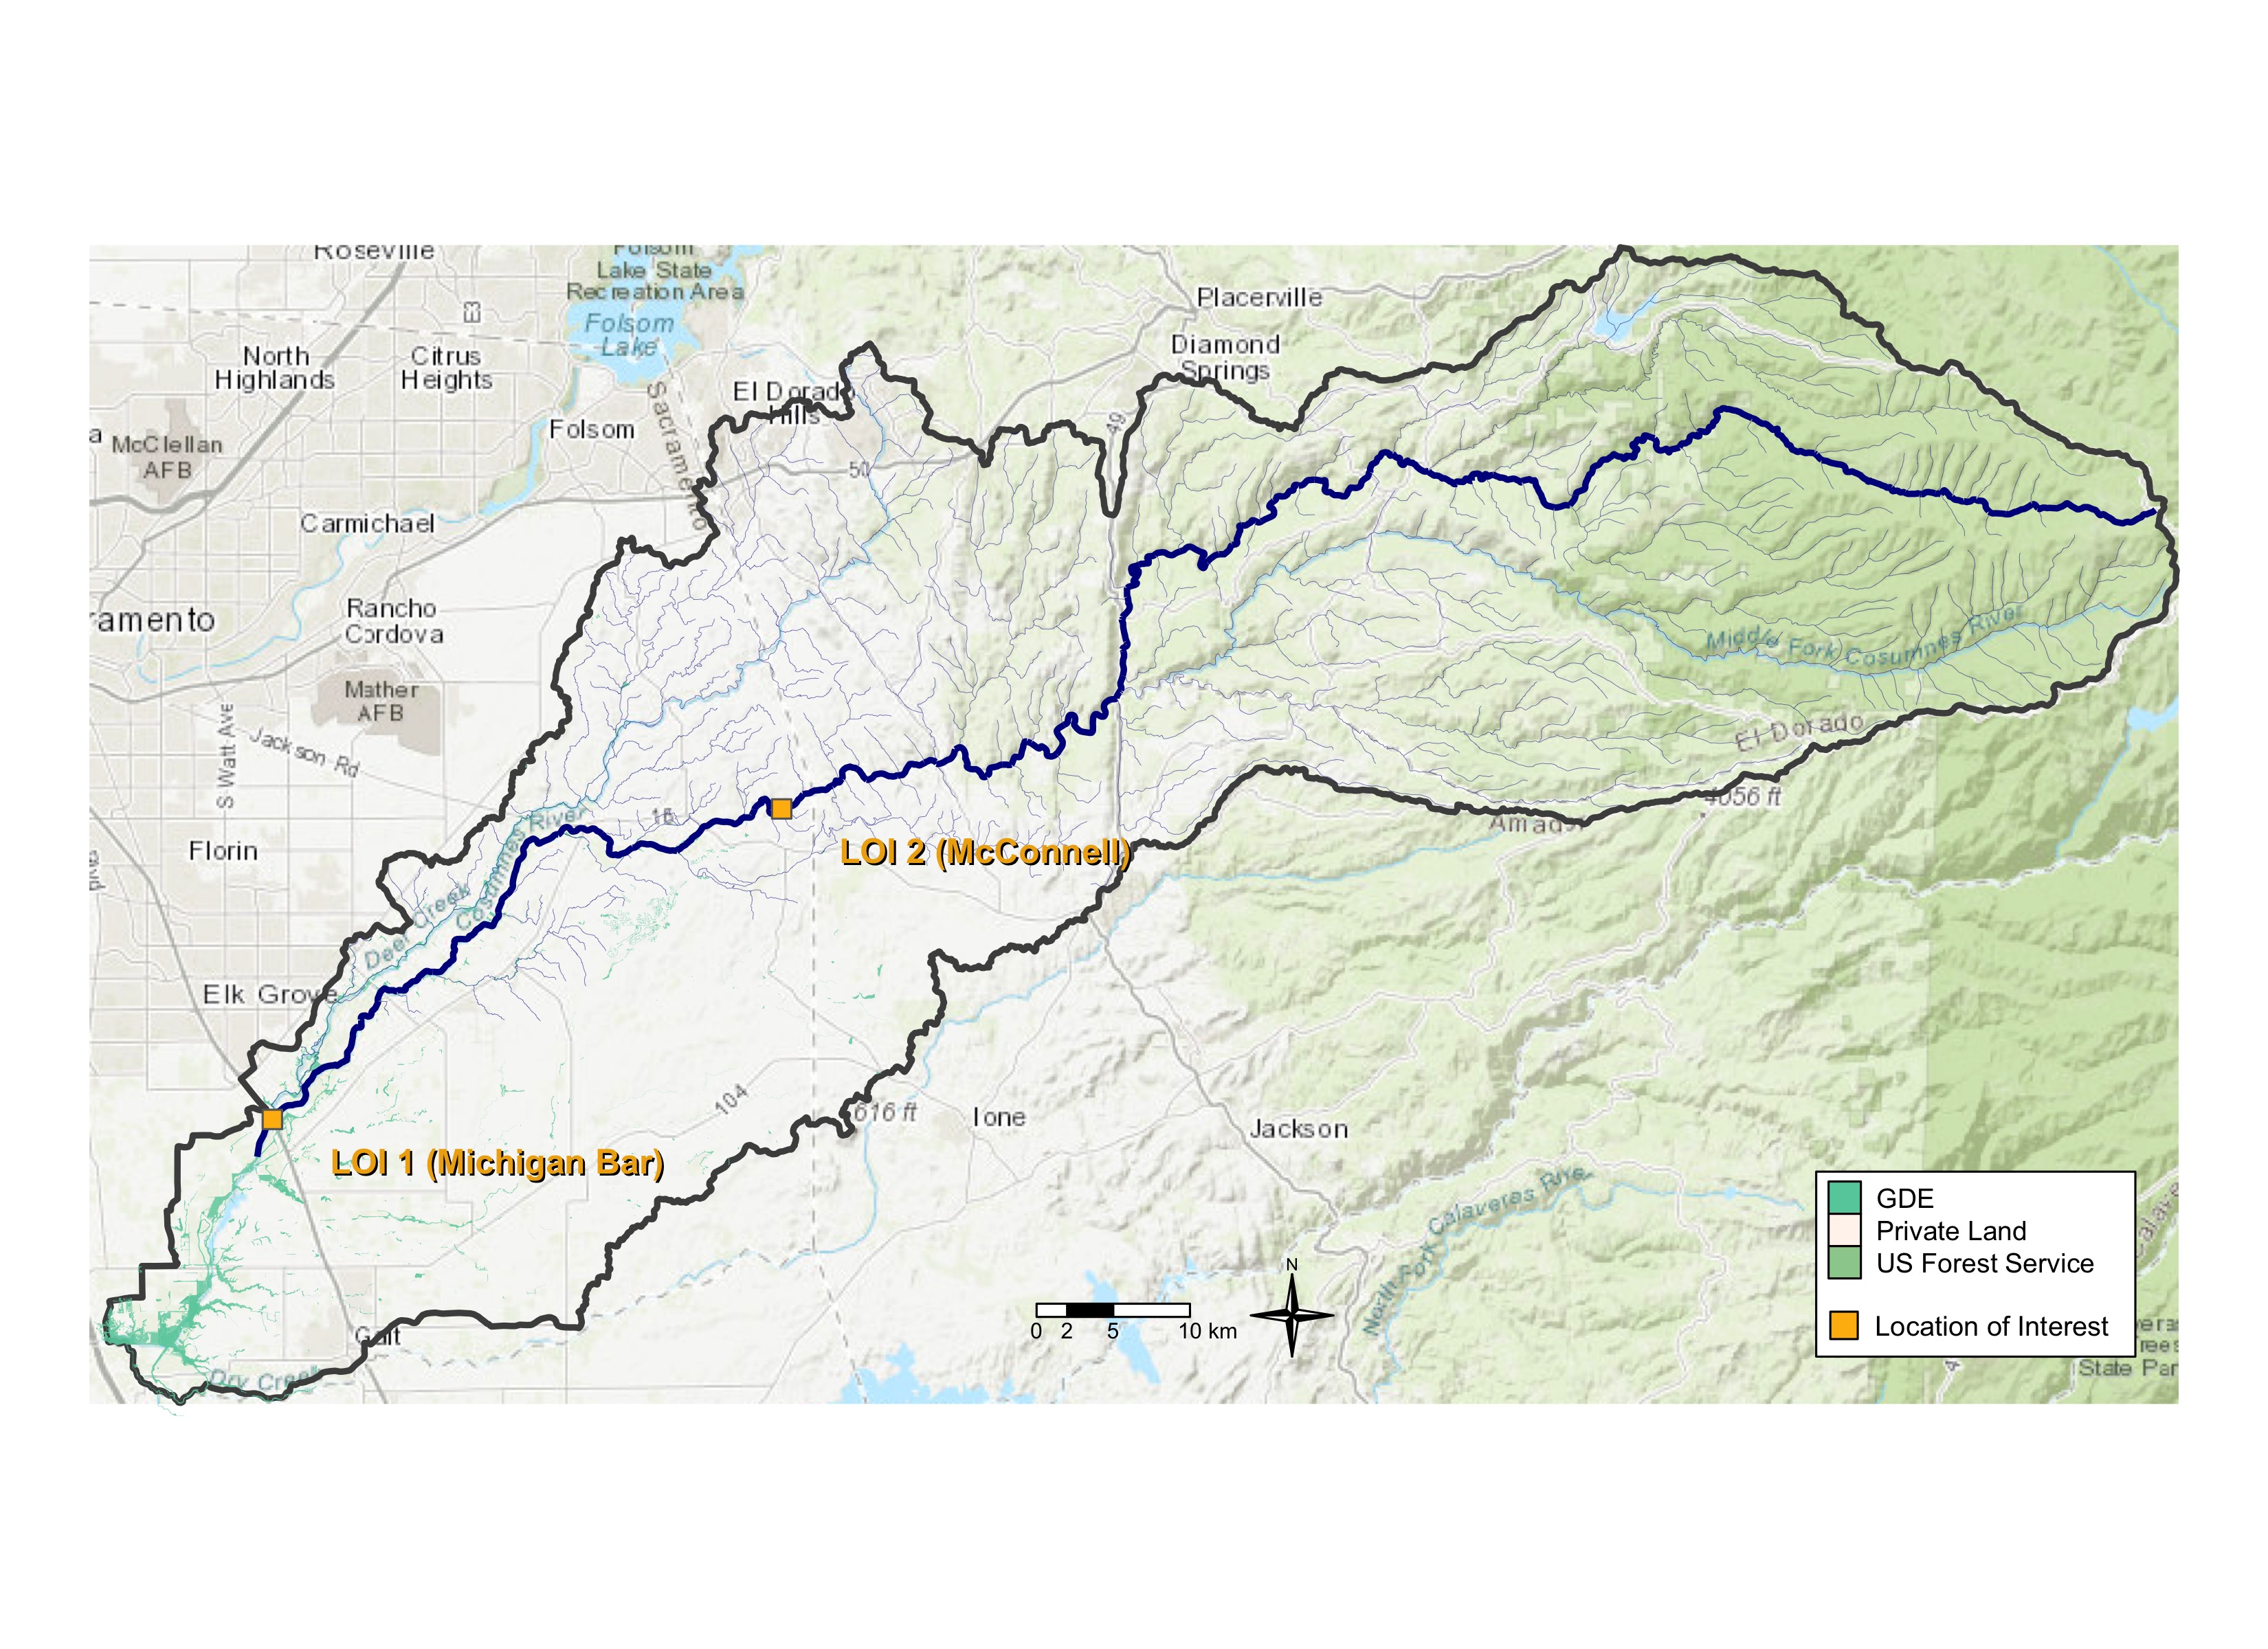 Roseville
Folsom
Lake State
Recreation Area
Folsom
Lake
Placerville
Diamond
Springs
North
Highlands
Citrus
Heights
El Dorado
Hills
49
a
McClellan
AFB
Folsom
Sacramento
50
Carmichael
ramento
Rancho
Cordova
Middle Fork Cosumnes River
Mather
AFB
S Watt Ave
Jackson Rd
El Dorado
4056 ft
Amador
16
Florin
LOI 2 (McConnell)
Cosumnes River
Deer Creek
Elk Grove
104
616 ft
Ione
Jackson
LOI 1 (Michigan Bar)
North Fork Calaveras River
GDE
Private Land
US Forest Service
Location of Interest
N
0 2 5 10 km
Galt
Dry Creek
State Par